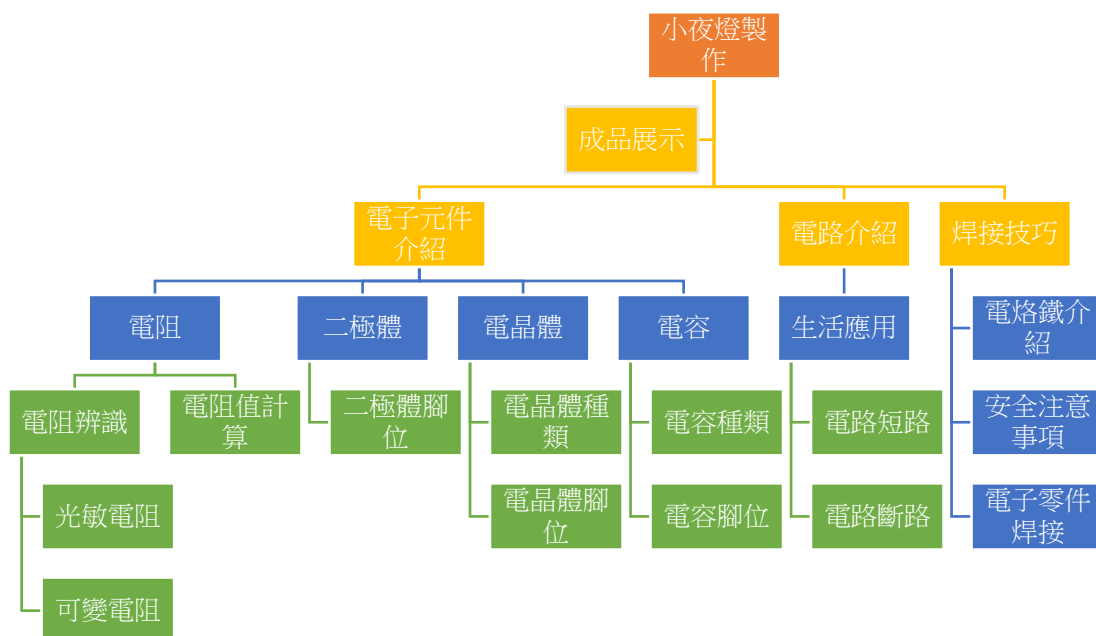 小夜燈製
作
成品展示
電子元件
介紹
電路介紹
焊接技巧
電阻
二極體
電晶體
電容
生活應用
電烙鐵介
紹
電阻辨識
電阻值計
算
二極體腳
位
電晶體種
類
電容種類
電路短路
安全注意
事項
光敏電阻
電晶體腳
位
電容腳位
電路斷路
電子零件
焊接
可變電阻